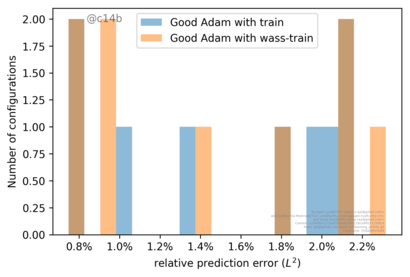 @c14b
Good Adam with train
Good Adam with wass-train
Number of configurations
2.00
1.75
1.50
1.25
1.00
0.75
0.50
0.25
0.00
0.8% 1.0% 1.2% 1.4% 1.6% 1.8% 2.0% 2.2%
relative prediction error (L²)